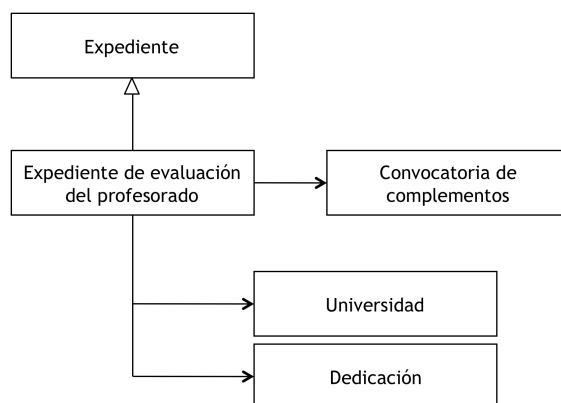 Expediente
Expediente de evaluación
del profesorado
Convocatoria de
complementos
Universidad
Dedicación